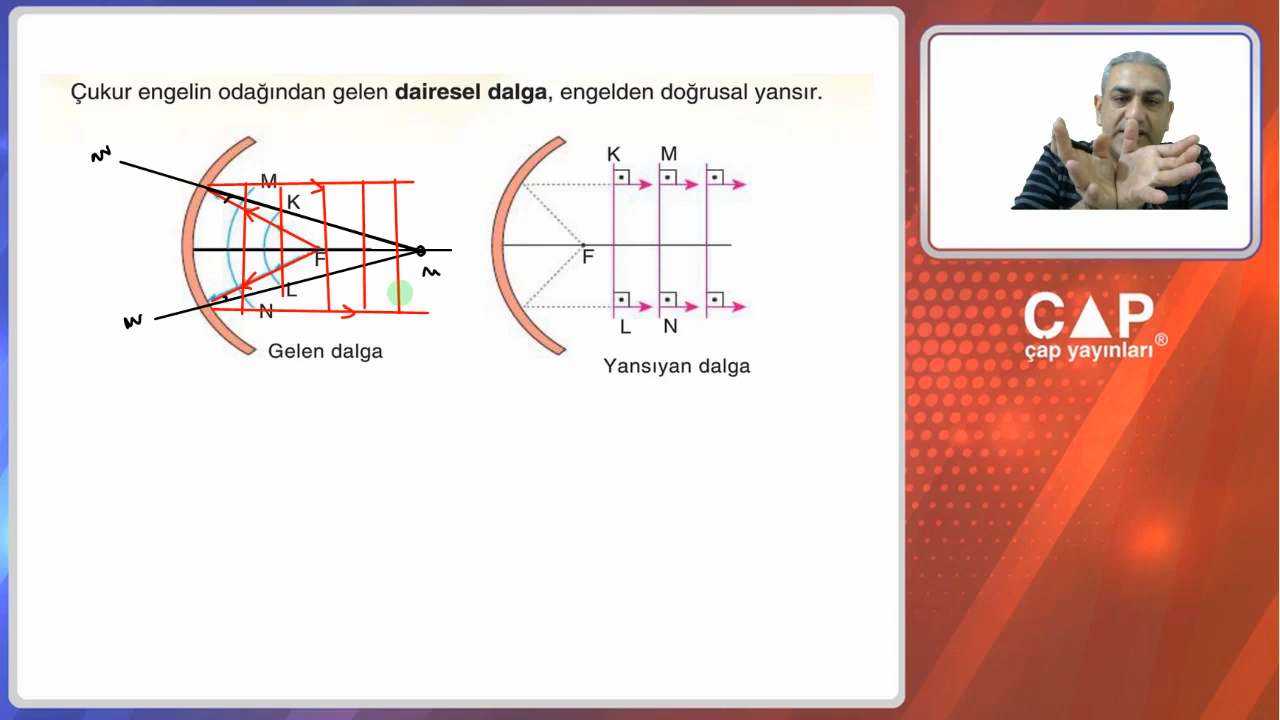 Çukur engelin odağından gelen dairesel dalga, engelden doğrusal yansır.
M
K
F
L
N
Gelen dalga
K M
F
L N
Yansıyan dalga
ÇAP
çap yayınları®